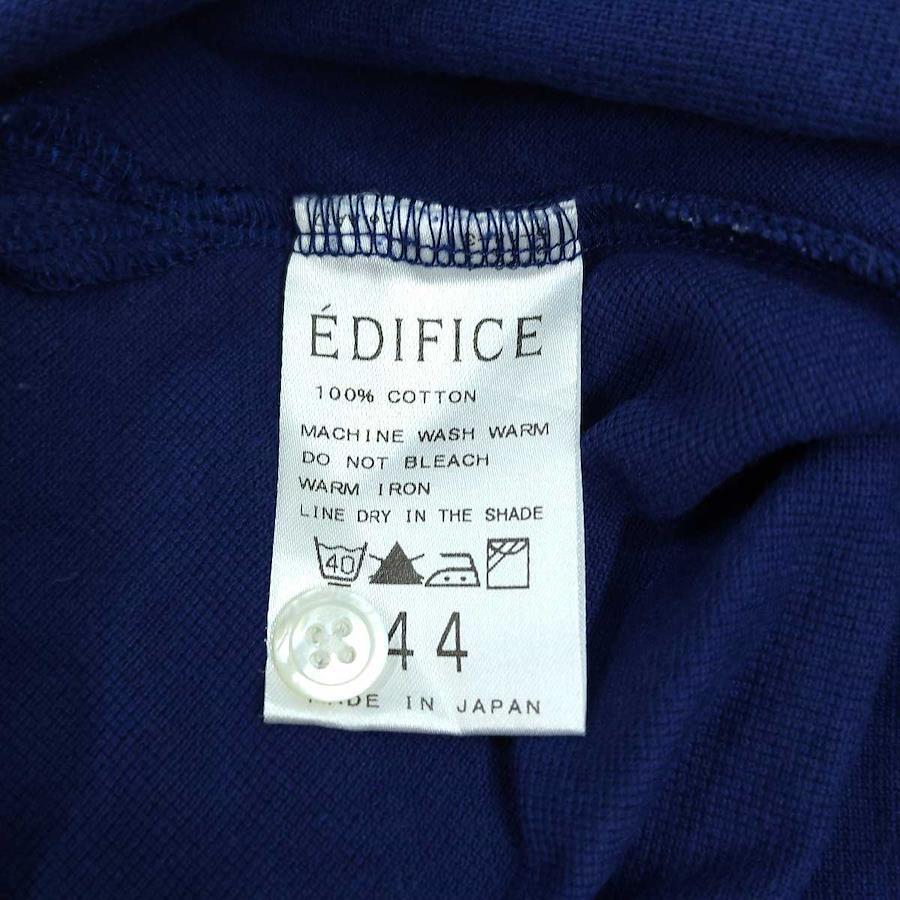 ÉDIFICE
100% COTTON
MACHINE WASH WARM
DO NOT BLEACH
WARM IRON
LINE DRY IN THE SHADE
40
44
MADE IN JAPAN